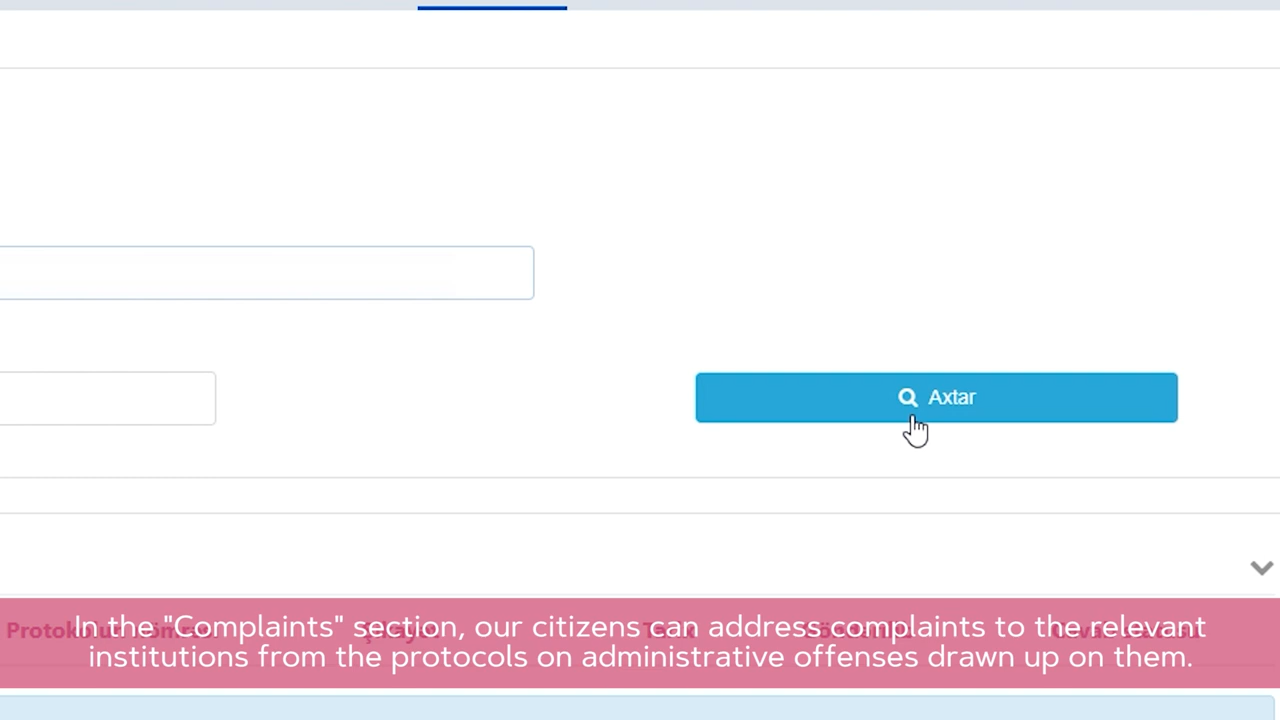 Axtar
In the "Complaints" section, our citizens can address complaints to the relevant
institutions from the protocols on administrative offenses drawn up on them.